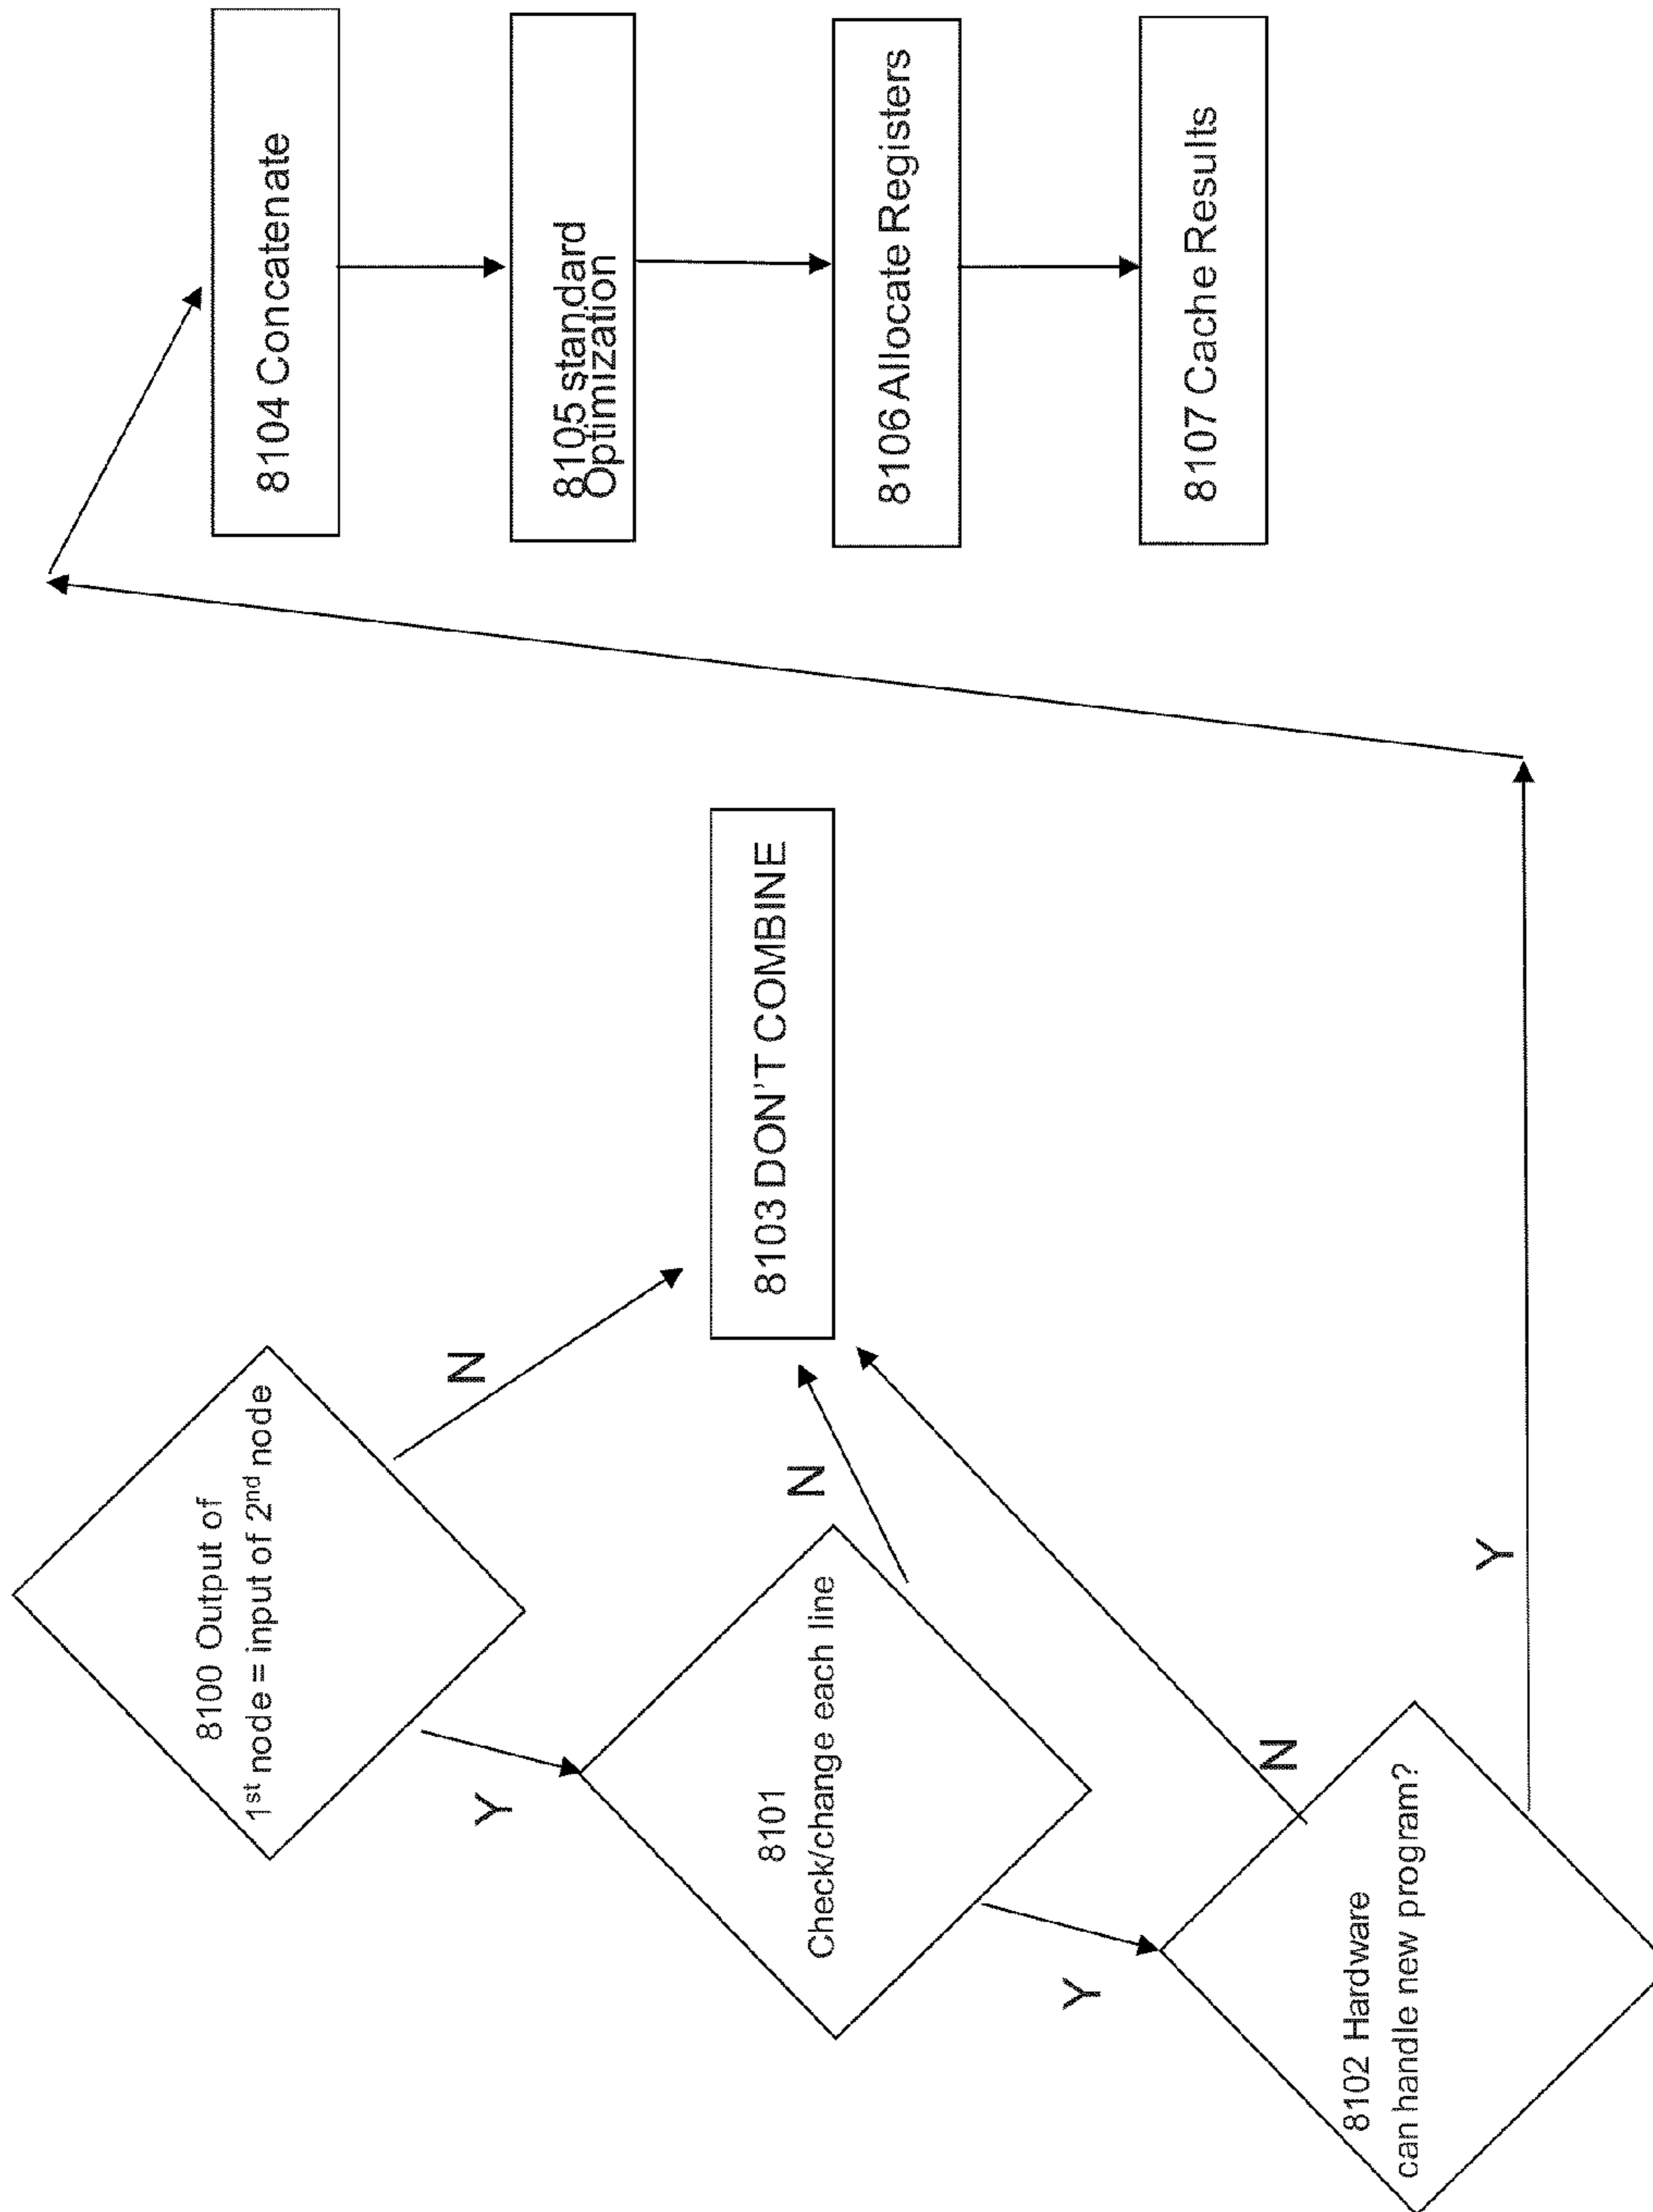 8100 Output of
1st node = input of 2nd node
N
Y
8101
Check/change each line
N
Y
8102 Hardware
can handle new program?
N
Y
8103 DON'T COMBINE
8104 Concatenate
8105 standard
Optimization
8106 Allocate Registers
8107 Cache Results